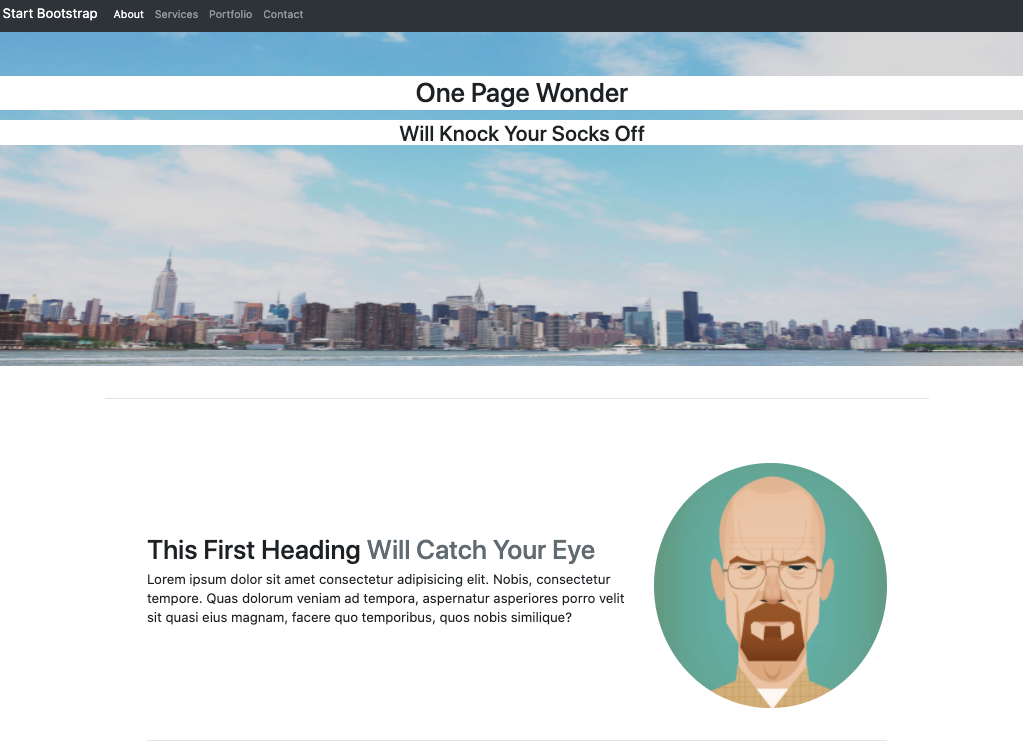 Start Bootstrap About Services Portfolio Contact
One Page Wonder
Will Knock Your Socks Off
This First Heading Will Catch Your Eye
Lorem ipsum dolor sit amet consectetur adipisicing elit. Nobis, consectetur
tempore. Quas dolorum veniam ad tempora, aspernatur asperiores porro velit
sit quasi eius magnam, facere quo temporibus, quos nobis similique?